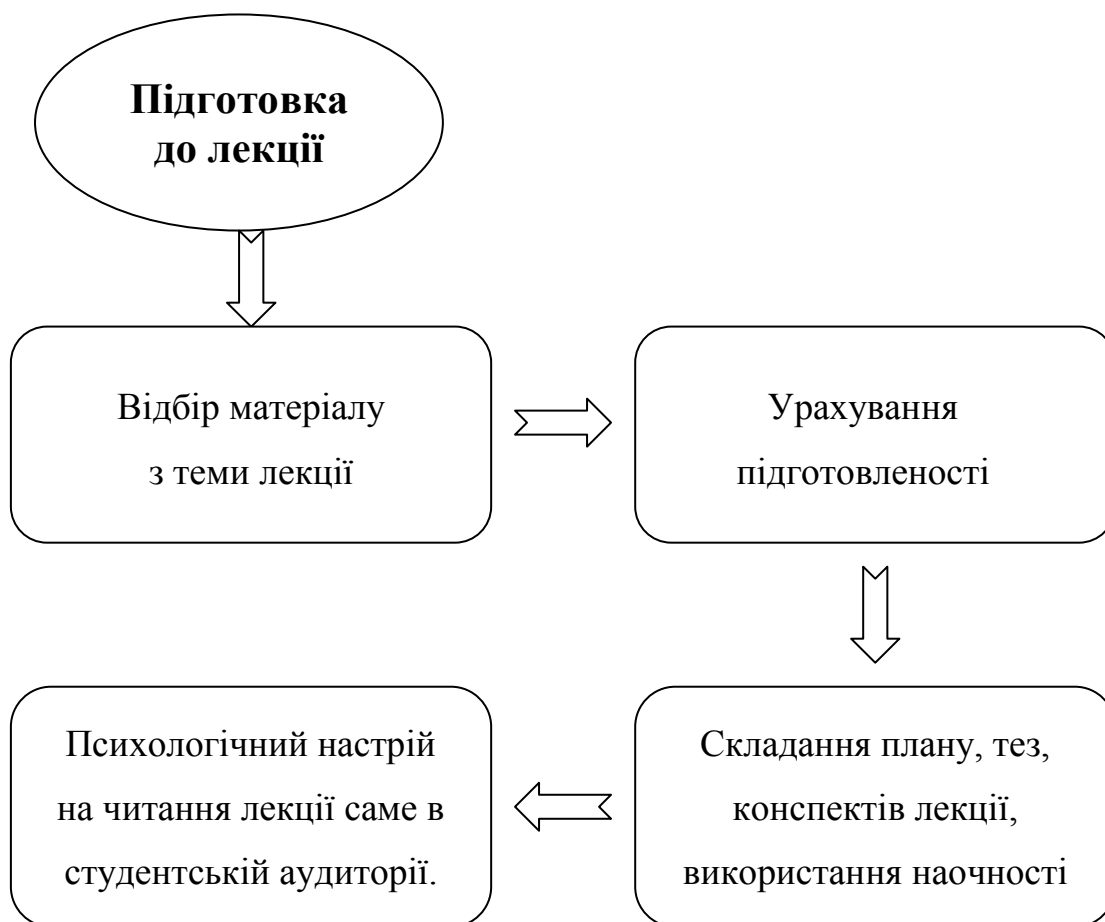 Підготовка
до лекції
Відбір матеріалу
з теми лекції
Урахування
підготовленості
Складання плану, тез,
конспектів лекції,
використання наочності
Психологічний настрій
на читання лекції саме в
студентській аудиторії.